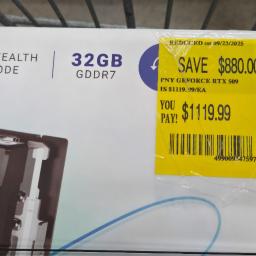 EALTH
ODE
32GB
GDDR7
REDUCED on 09/23/2025
SAVE $880.00
PNY GEFORCE RTX 509
IS $1119.99/EA
YOU
PAY!
$1119.99